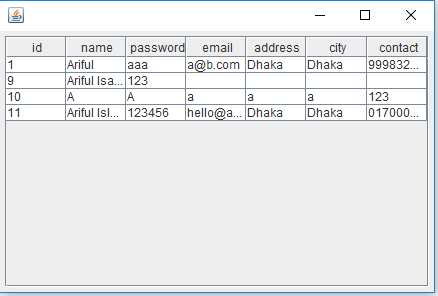 id name password email address city contact
1 Ariful aaa a@b.com Dhaka Dhaka 999832...
9 Ariful Isa... 123
10 A A a a a 123
11 Ariful Isl... 123456 hello@a... Dhaka Dhaka 017000...